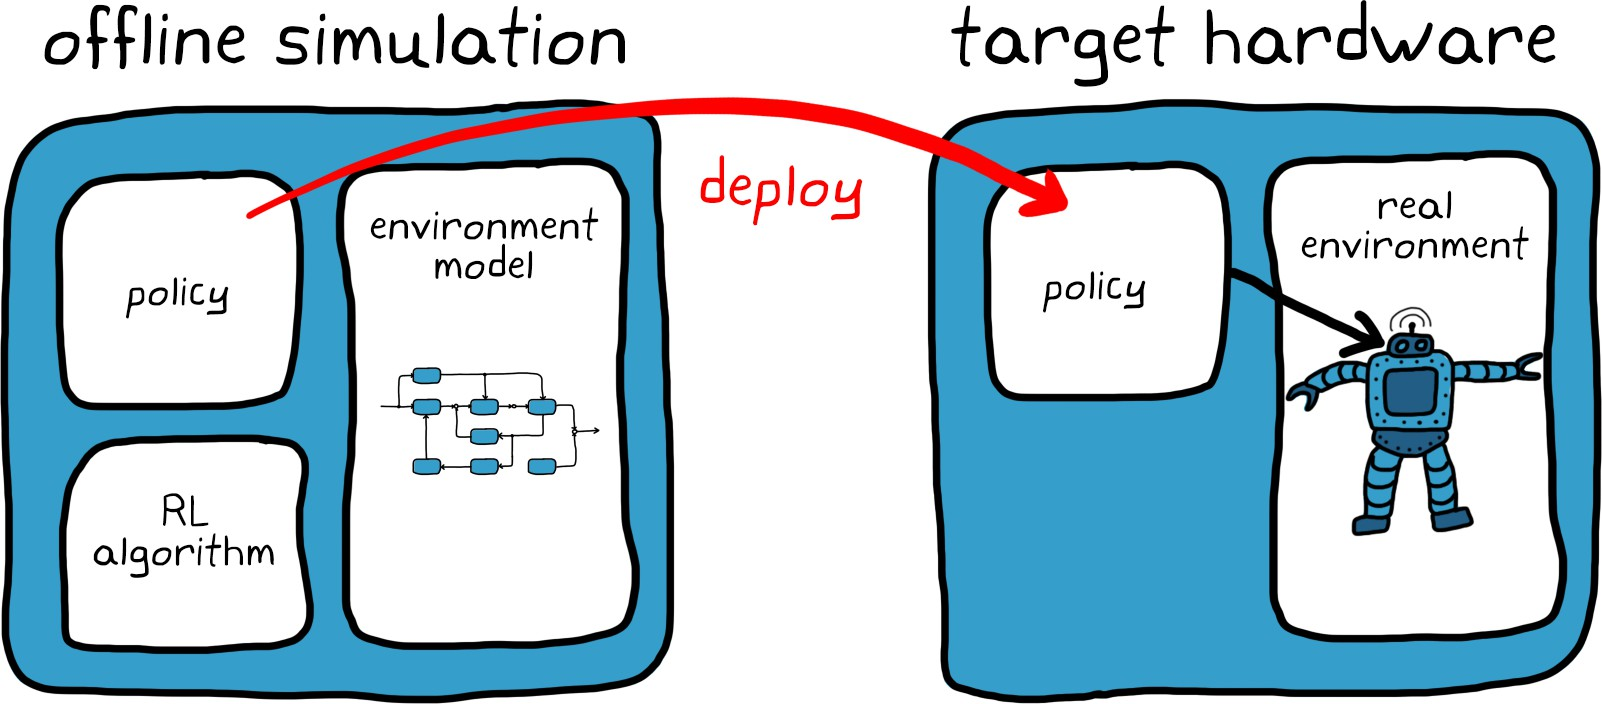 offline simulation
target hardware
deploy
policy
environment
model
RL
algorithm
policy
real
environment